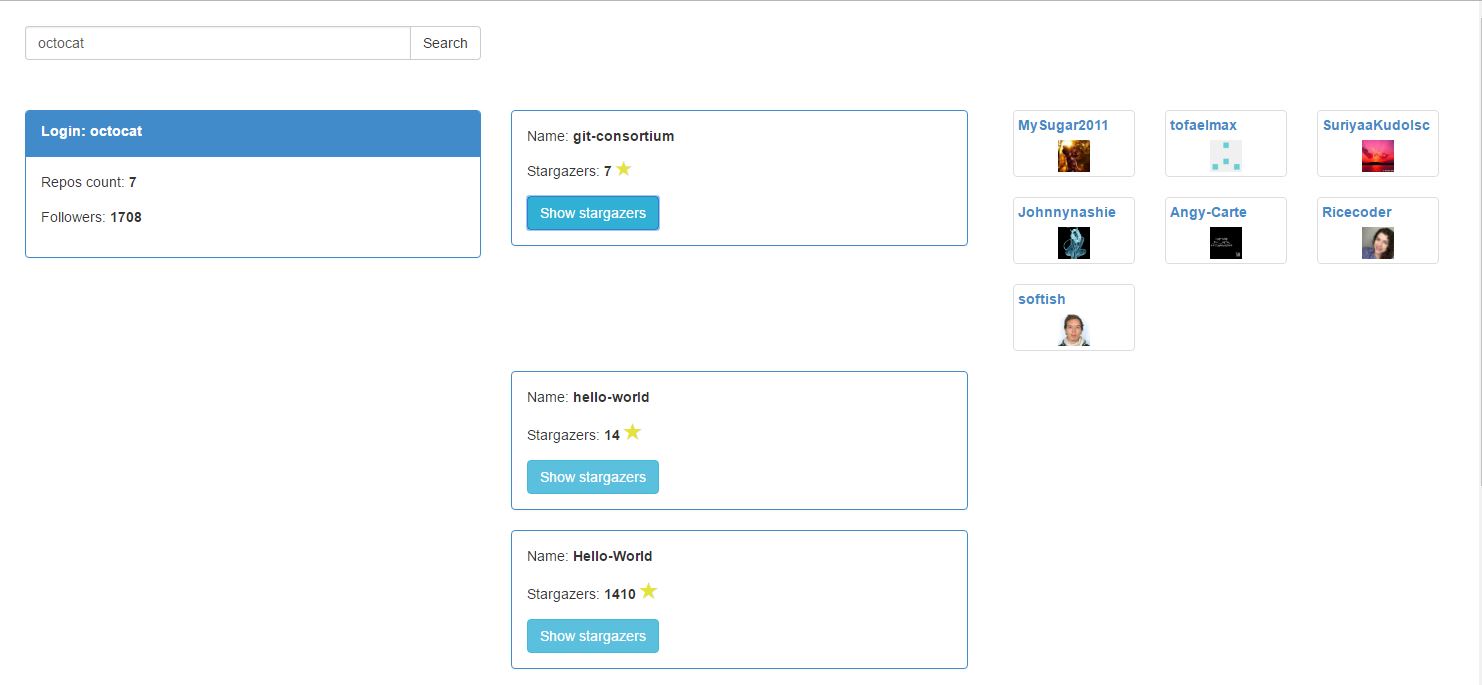 octocat
Search
Login: octocat
Repos count: 7
Followers: 1708
Name: git-consortium
Stargazers: 7
Show stargazers
MySugar2011
tofaelmax
SuriyaaKudoIsc
Johnnynashie
Angy-Carte
Ricecoder
softish
Name: hello-world
Stargazers: 14
Show stargazers
Name: Hello-World
Stargazers: 1410
Show stargazers